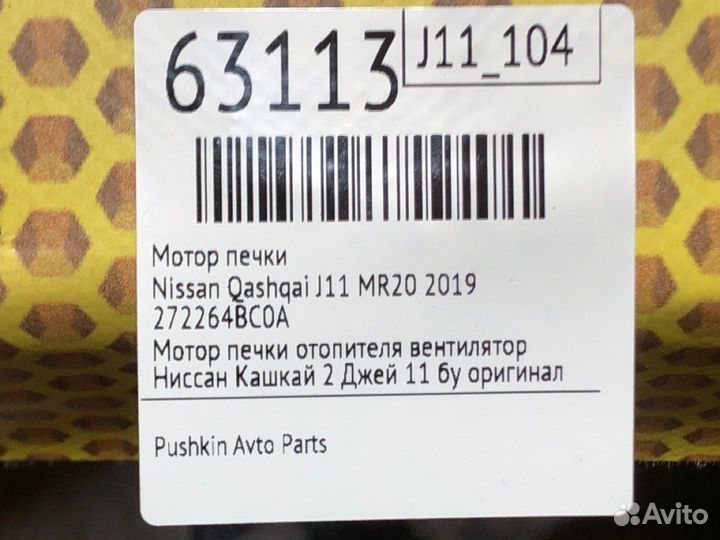 63113
J11_104
Мотор печки
Nissan Qashqai J11 MR20 2019
272264BC0A
Мотор печки отопителя вентилятор
Ниссан Кашкай 2 Джей 11 бу оригинал
Pushkin Avto Parts
Avito